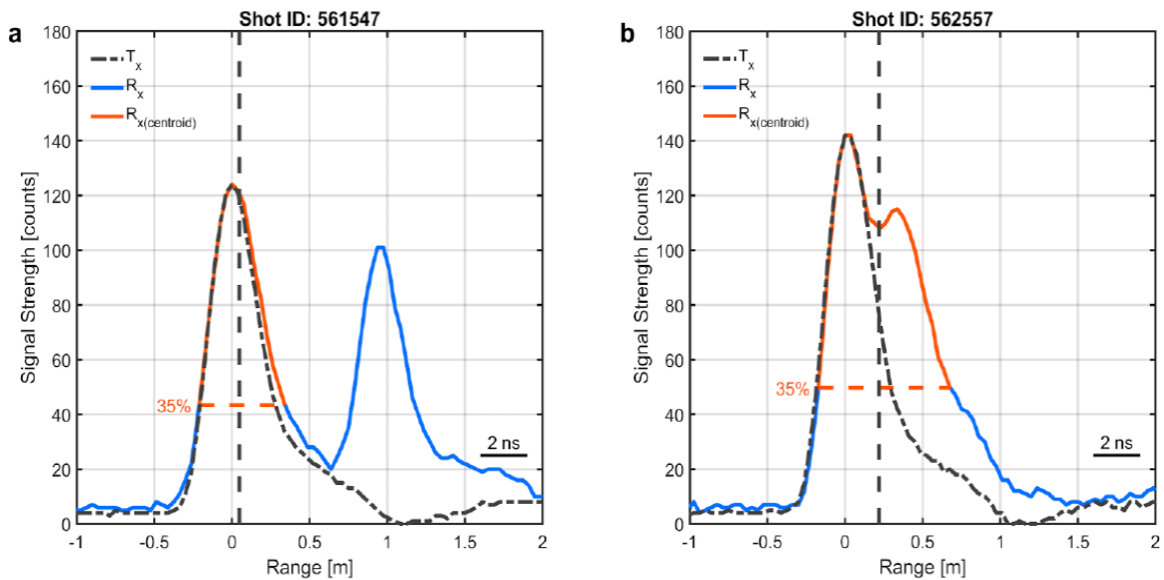 a
Shot ID: 561547
180
160
140
120
100
80
60
40
20
0
Signal Strength [counts]
Tx
Rx
Rx(centroid)
35%
2 ns
-1
-0.5
0
0.5
1
1.5
2
Range [m]
b
Shot ID: 562557
180
160
140
120
100
80
60
40
20
0
Signal Strength [counts]
Tx
Rx
Rx(centroid)
35%
2 ns
-1
-0.5
0
0.5
1
1.5
2
Range [m]